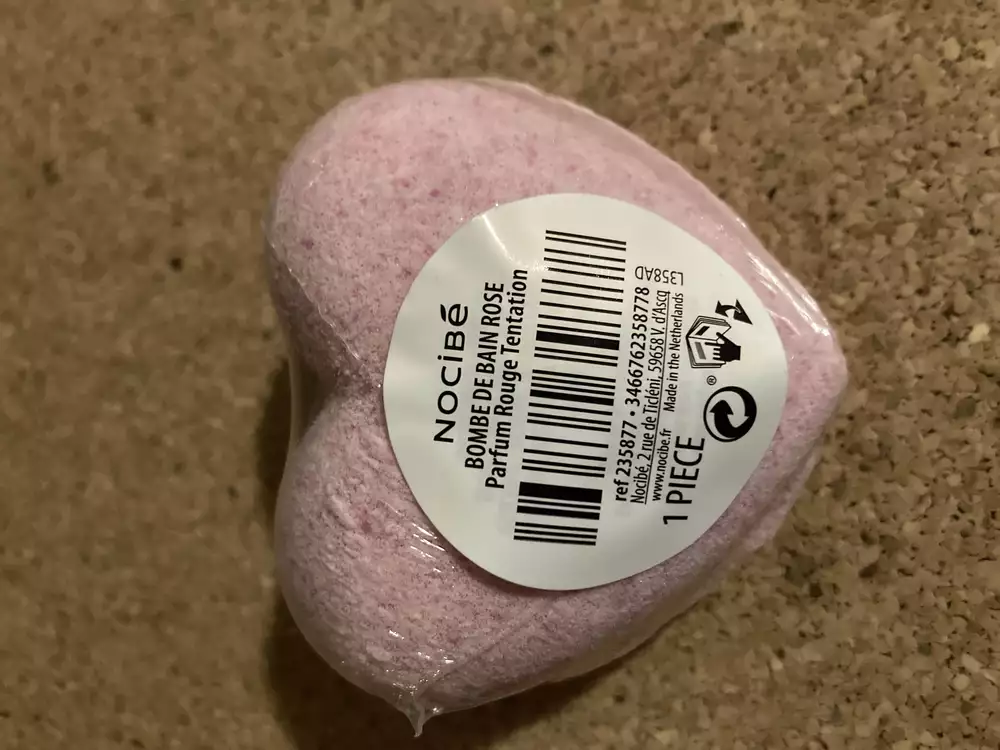 NOCIBÉ
BOMBE DE BAIN ROSE
Parfum Rouge Tentation
ref 235877 • 3466762358778
Nocibé, 2 rue de Ticléni, 59658 V. d'Ascq
www.nocibe.fr Made in the Netherlands
1 PIECE ®
L358AD